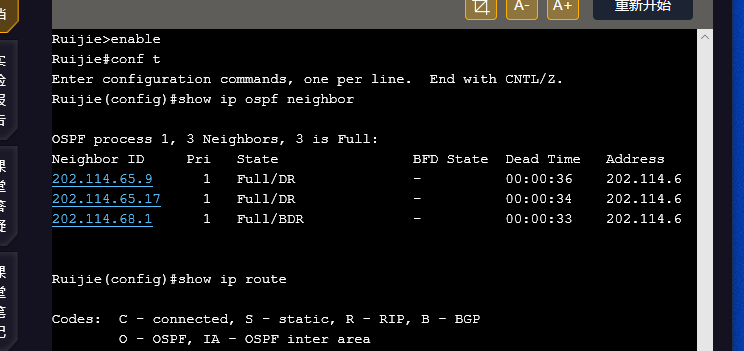 A- A+ 重新开始
Ruijie>enable
Ruijie#conf t
Enter configuration commands, one per line.  End with CNTL/Z.
Ruijie(config)#show ip ospf neighbor
OSPF process 1, 3 Neighbors, 3 is Full:
Neighbor ID     Pri   State                BFD State  Dead Time   Address
202.114.65.9      1   Full/DR              -          00:00:36    202.114.6
202.114.65.17     1   Full/DR              -          00:00:34    202.114.6
202.114.68.1      1   Full/BDR             -          00:00:33    202.114.6
Ruijie(config)#show ip route
Codes:  C - connected, S - static, R - RIP, B - BGP
O - OSPF, IA - OSPF inter area
实验报告
课堂答疑
课堂笔记